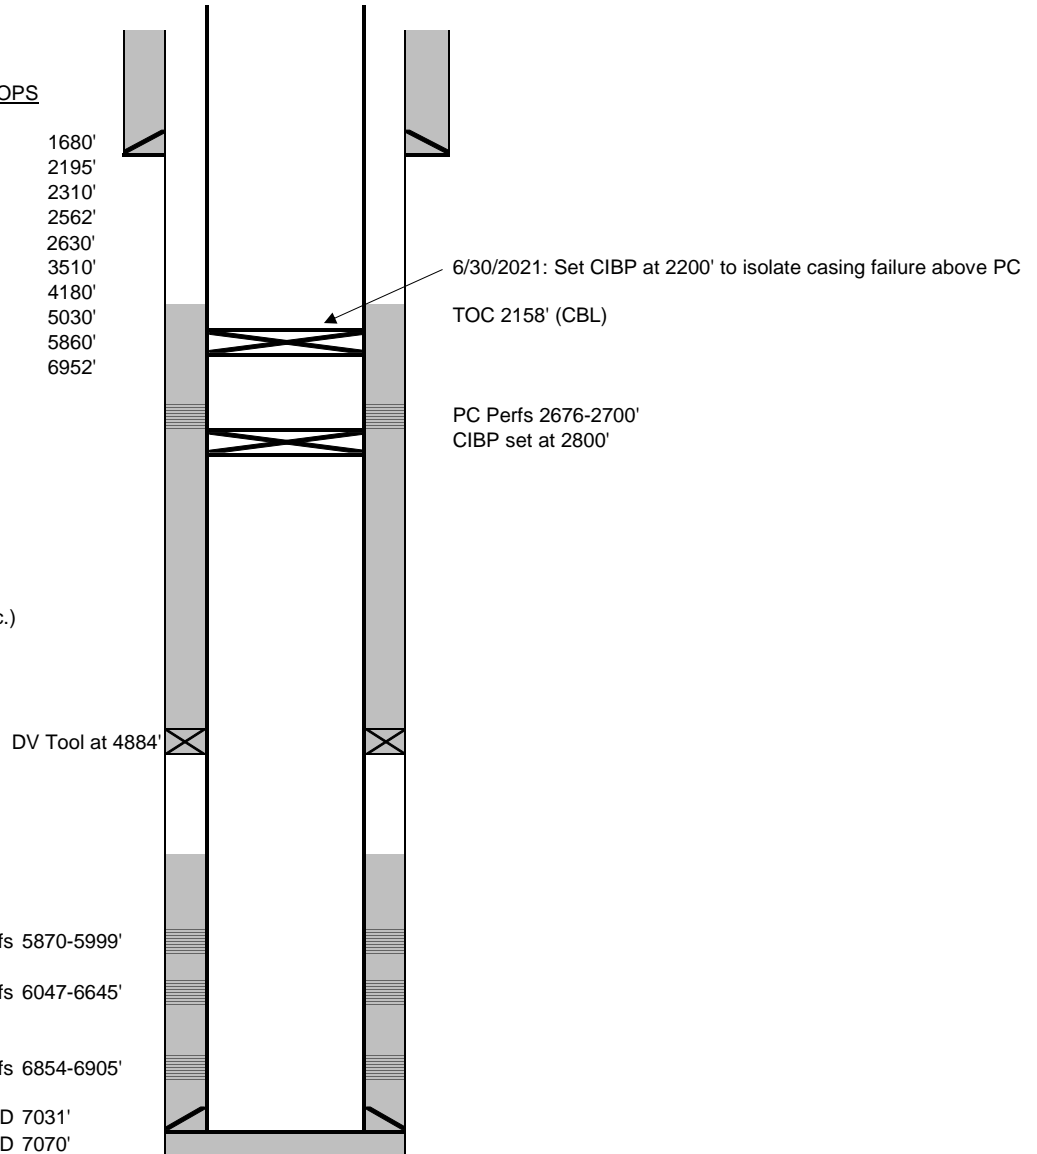 OPS
1680'
2195'
2310'
2562'
2630'
3510'
4180'
5030'
5860'
6952'
6/30/2021: Set CIBP at 2200' to isolate casing failure above PC
TOC 2158' (CBL)
PC Perfs 2676-2700'
CIBP set at 2800'
c.)
DV Tool at 4884'
fs 5870-5999'
fs 6047-6645'
fs 6854-6905'
D 7031'
D 7070'